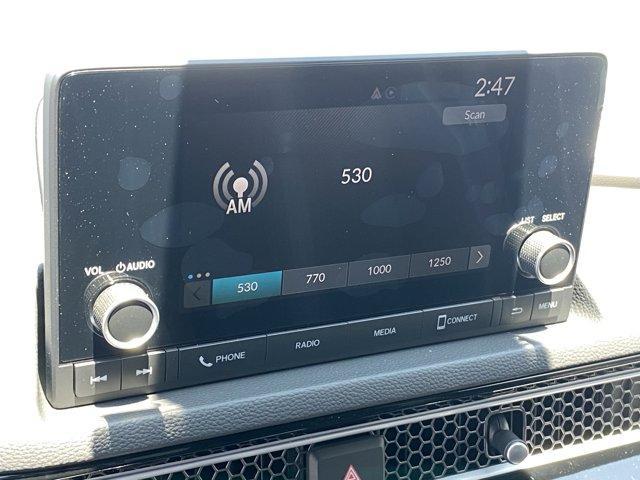 2:47
Scan
530
AM
LIST SELECT
VOL AUDIO
530 770 1000 1250
PHONE RADIO MEDIA CONNECT MENU